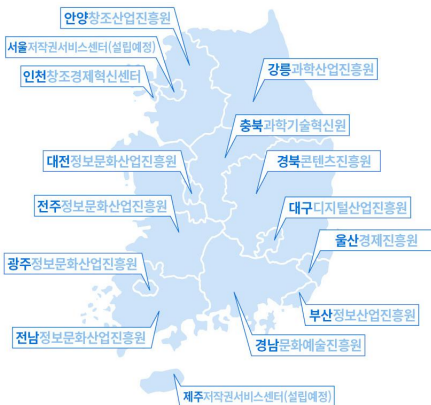 안양창조산업진흥원
서울저작권서비스센터(설립예정)
인천창조경제혁신센터
강릉과학산업진흥원
충북과학기술혁신원
대전정보문화산업진흥원
경북콘텐츠진흥원
전주정보문화산업진흥원
대구디지털산업진흥원
울산경제진흥원
광주정보문화산업진흥원
부산정보산업진흥원
전남정보문화산업진흥원
경남문화예술진흥원
제주저작권서비스센터(설립예정)